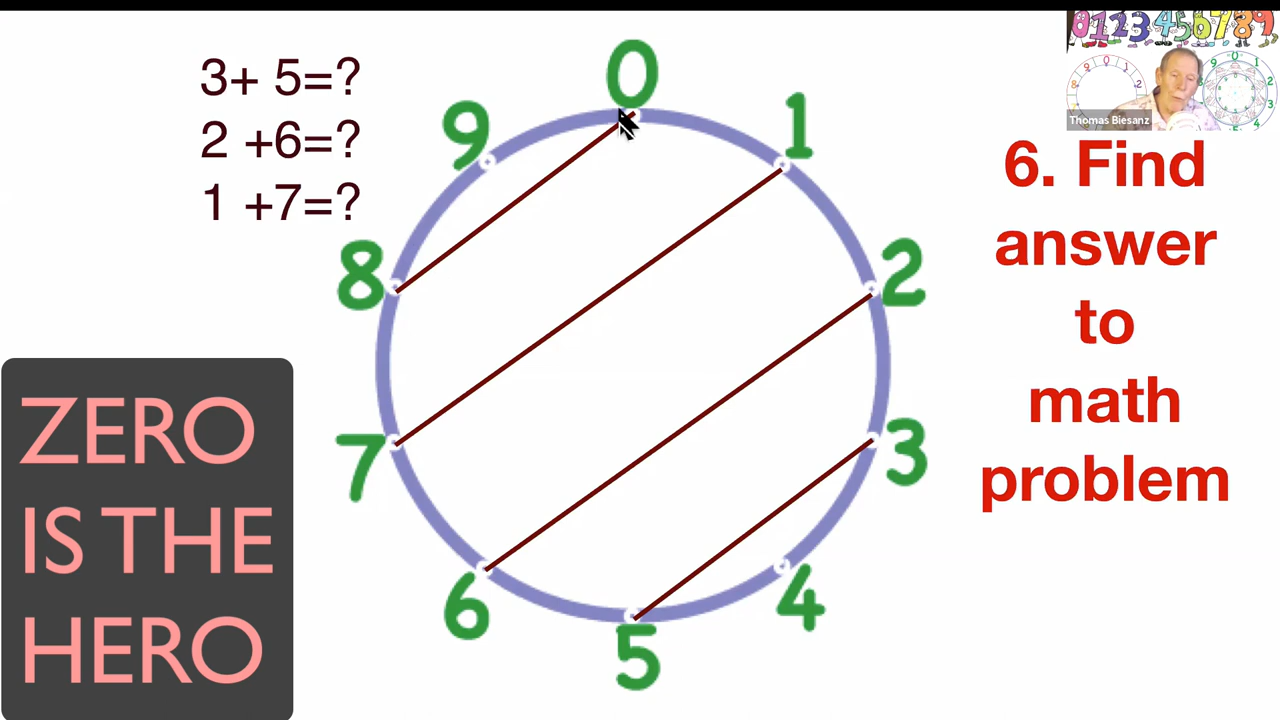 3+ 5=?
2 +6=?
1 +7=?
0
1
2
3
4
5
6
7
8
9
ZERO
IS THE
HERO
0123456789
Thomas Biesanz
6. Find
answer
to
math
problem